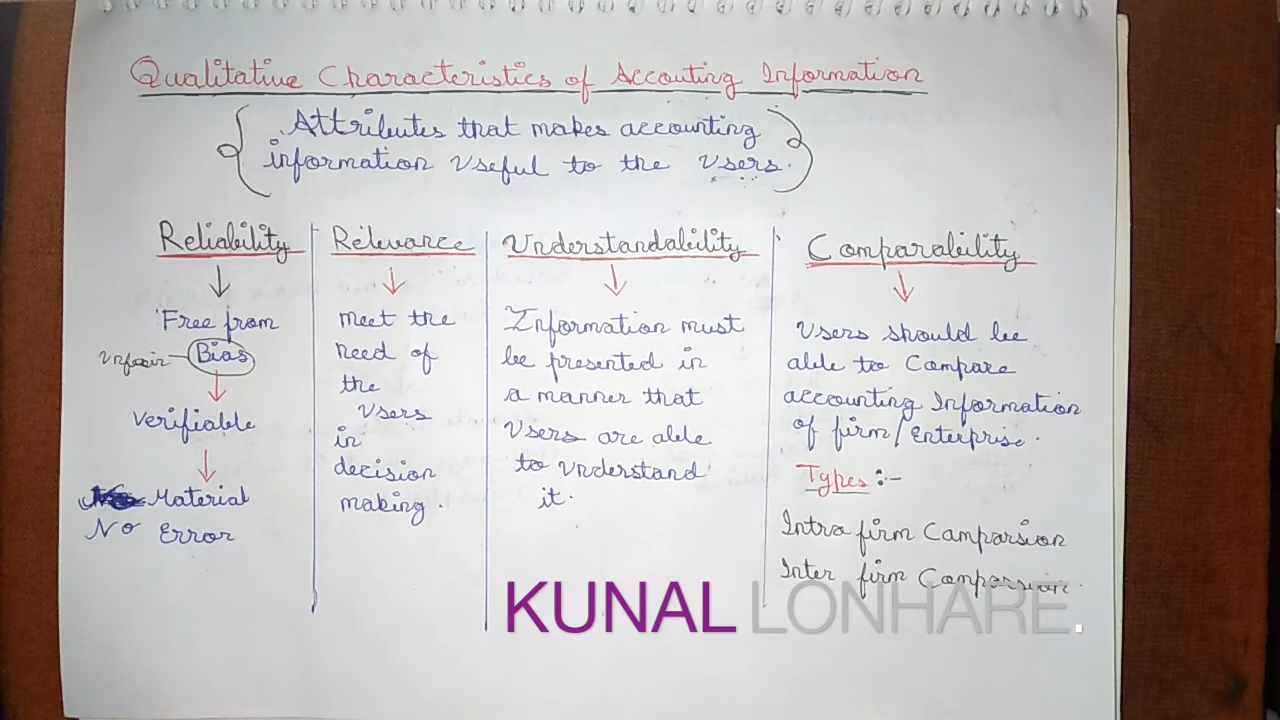 Qualitative Characteristics of Accouting Information
Attributes that makes accounting
information useful to the users.
Reliability
Free from
Unfair Bias
Verifiable
Material
No Error
Relevance
meet the
need of
the
users
in
decision
making.
Understandability
Information must
be presented in
a manner that
users are able
to understand
it.
Comparability
Users should be
able to Compare
accounting Information
of firm/Enterprise.
Types :-
Intra firm Camparsion
Inter firm Comparsion.
KUNAL LONHARE.